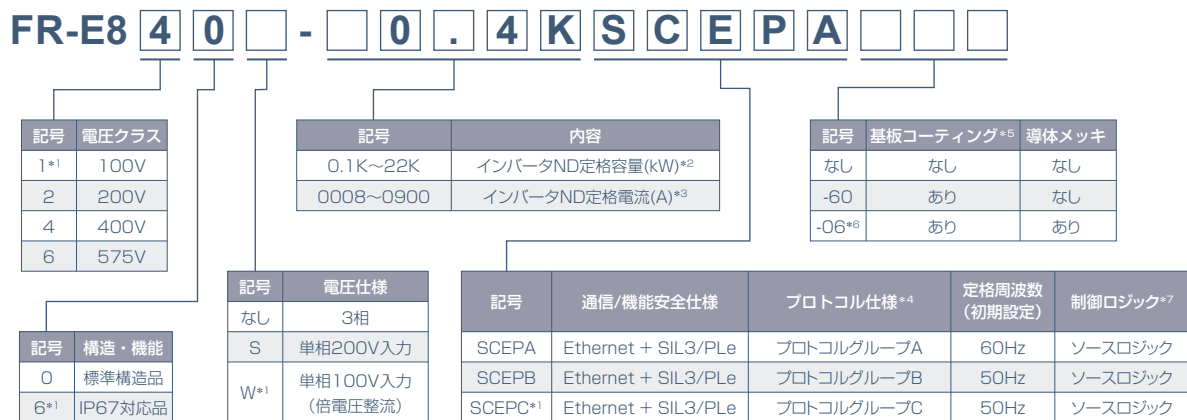 FR-E8 4 0 - 0 . 4 K S C E P A
記号 電圧クラス
1*1 100V
2 200V
4 400V
6 575V
記号 構造・機能
0 標準構造品
6*1 IP67対応品
記号 電圧仕様
なし 3相
S 単相200V入力
W*1 単相100V入力
（倍電圧整流）
記号 内容
0.1K～22K インバータND定格容量(kW)*2
0008～0900 インバータND定格電流(A)*3
記号 通信/機能安全仕様 プロトコル仕様*4 定格周波数
（初期設定） 制御ロジック*7
SCEPA Ethernet + SIL3/PLe プロトコルグループA 60Hz ソースロジック
SCEPB Ethernet + SIL3/PLe プロトコルグループB 50Hz ソースロジック
SCEPC*1 Ethernet + SIL3/PLe プロトコルグループC 50Hz ソースロジック
記号 基板コーティング*5 導体メッキ
なし なし なし
-60 あり なし
-06*6 あり あり